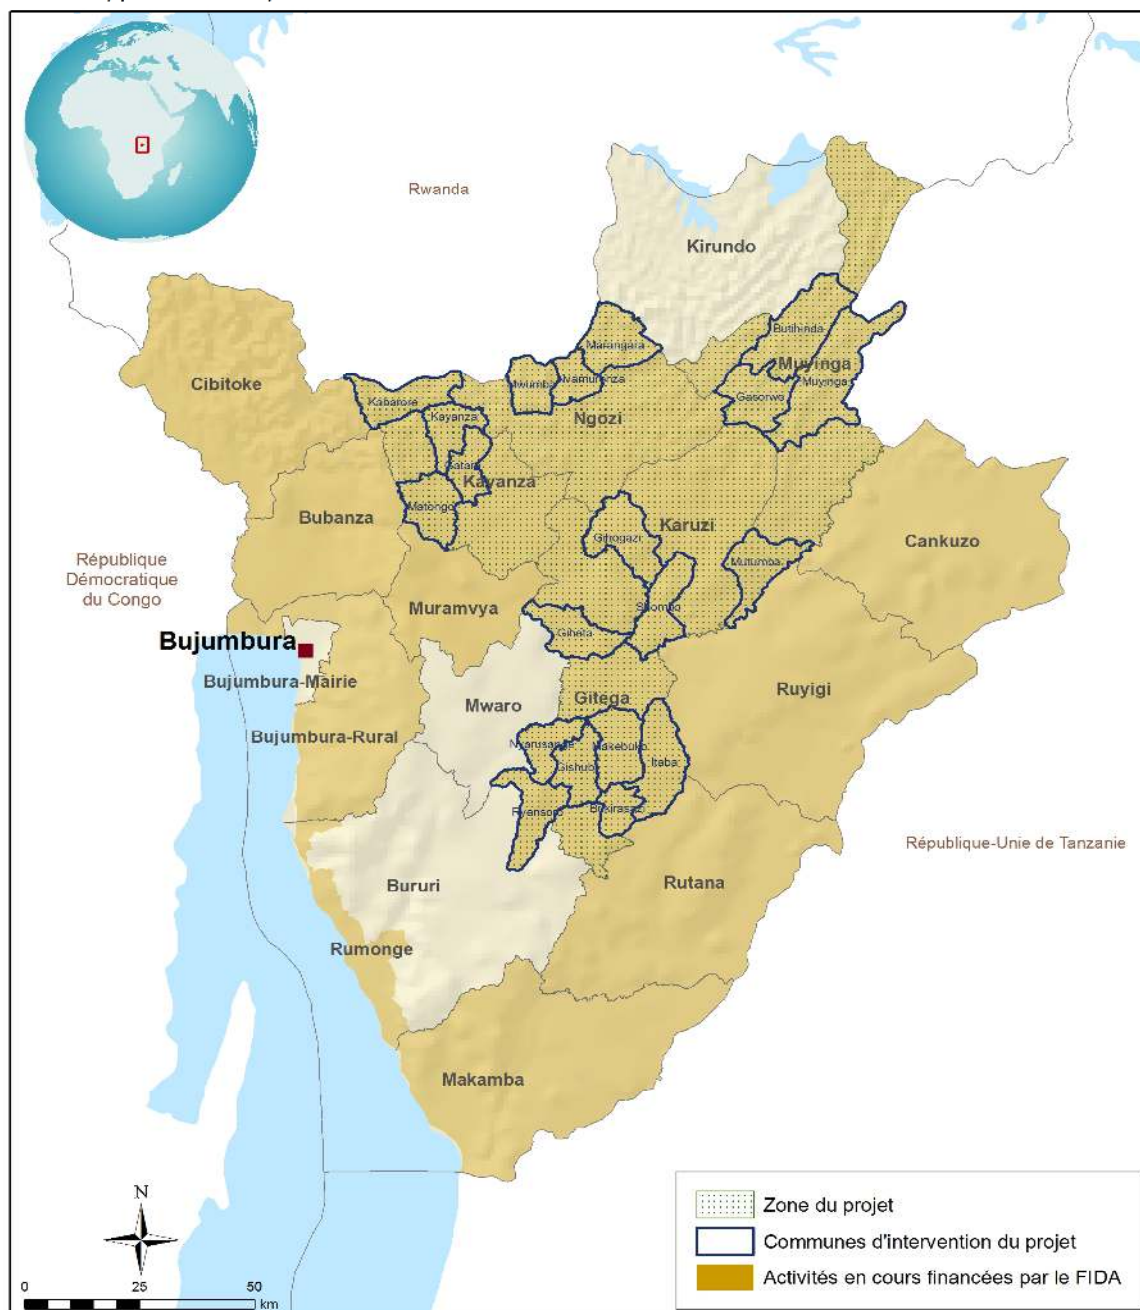 Rwanda
Kirundo
Butihinda
Marangara
Muyinga
Muyinga
Cibitoke
Mwumba
Nyamurenza
Gasorwe
Kabarore
Kayanza
Ngozi
Gatara
Kayanza
Matongo
Bubanza
Karuzi
Gihogazi
Cankuzo
République
Démocratique
du Congo
Mutumba
Muramvya
Shombo
Giheta
Bujumbura
Bujumbura-Mairie
Ruyigi
Mwaro
Gitega
Bujumbura-Rural
Nyarusange
Makebuko
Gishubi
Itaba
Ryansoro
Bukirasazi
République-Unie de Tanzanie
Bururi
Rutana
Rumonge
Makamba
N
Zone du projet
Communes d'intervention du projet
Activités en cours financées par le FIDA
0 25 50
km